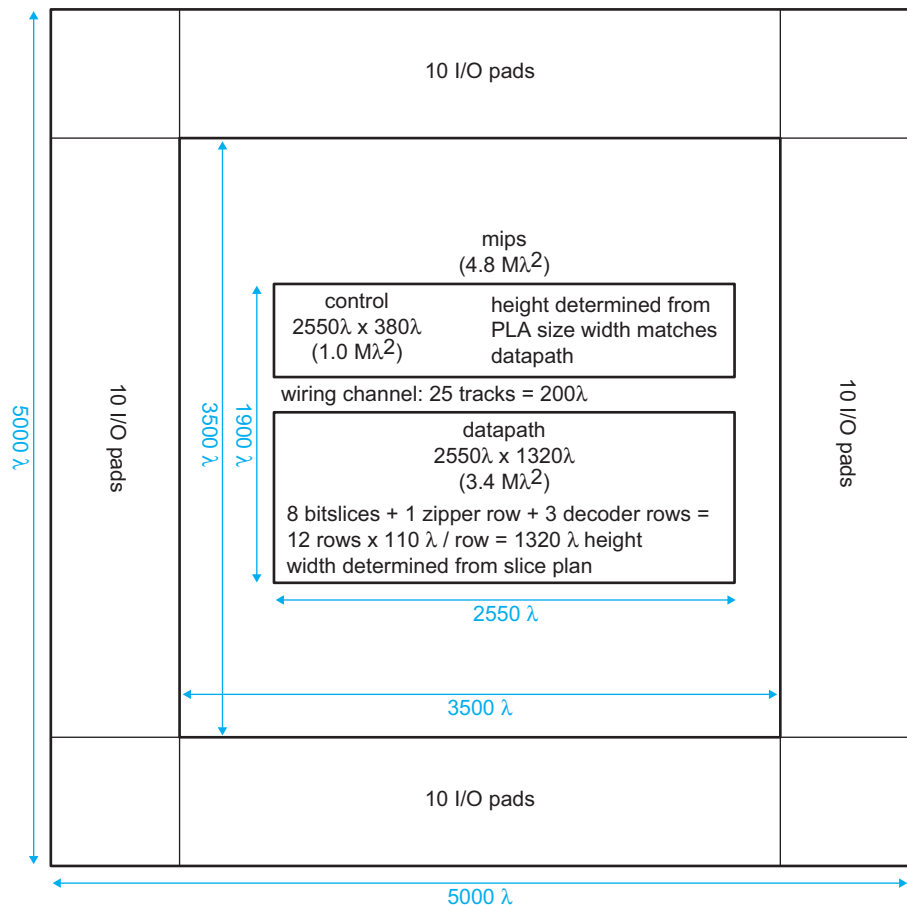 10 I/O pads
mips
(4.8 Mλ²)
control
2550λ x 380λ
(1.0 Mλ²)
height determined from
PLA size width matches
datapath
wiring channel: 25 tracks = 200λ
datapath
2550λ x 1320λ
(3.4 Mλ²)
8 bitslices + 1 zipper row + 3 decoder rows =
12 rows x 110 λ / row = 1320 λ height
width determined from slice plan
2550 λ
3500 λ
10 I/O pads
5000 λ
5000 λ
10 I/O pads
3500 λ
1900 λ
10 I/O pads